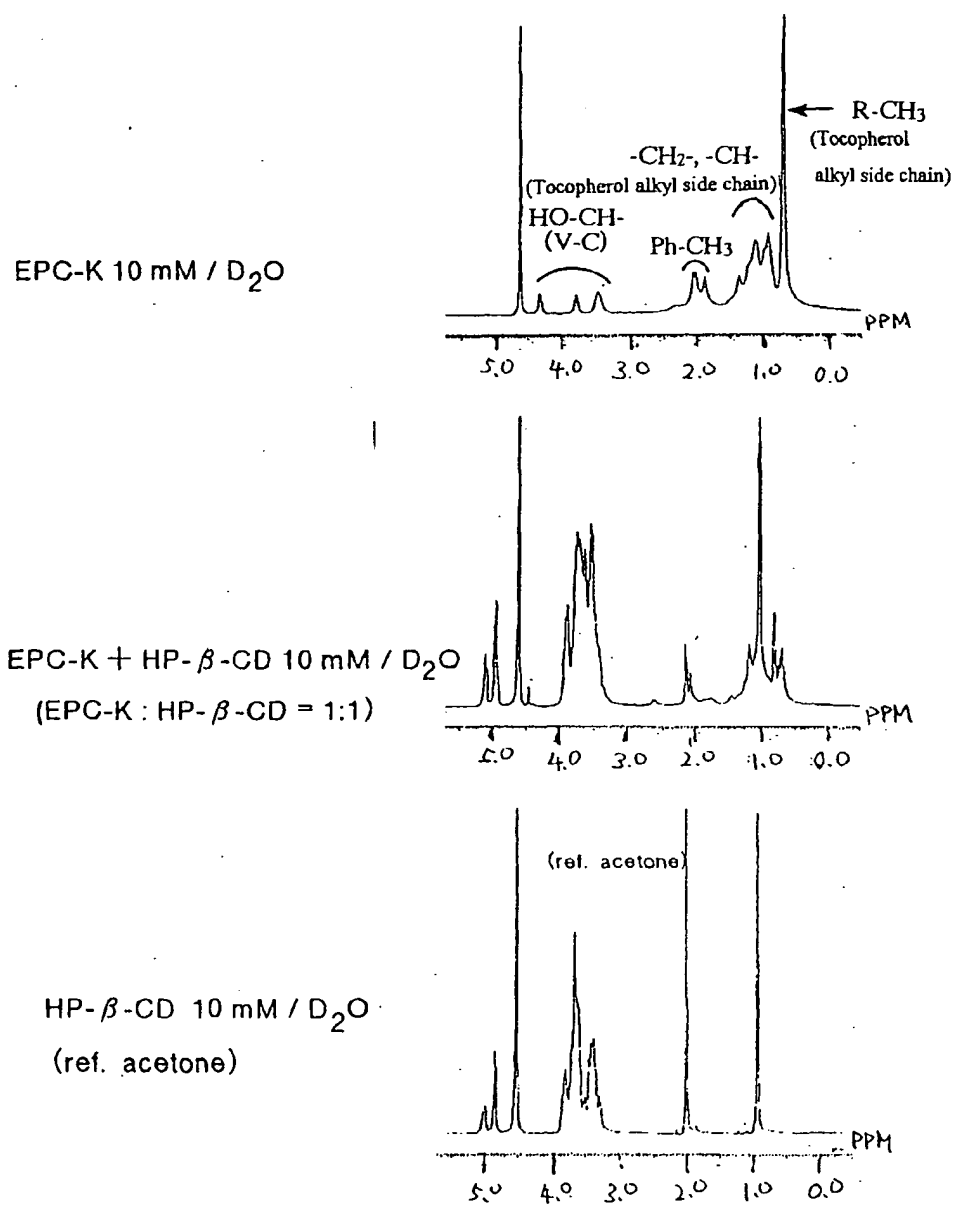 R-CH3
(Tocopherol
alkyl side chain)
-CH2-, -CH-
(Tocopherol alkyl side chain)
HO-CH-
(V-C)
Ph-CH3
EPC-K 10 mM / D2O
PPM
5.0 4.0 3.0 2.0 1.0 0.0
EPC-K + HP-β-CD 10 mM / D2O
(EPC-K : HP-β-CD = 1:1)
PPM
5.0 4.0 3.0 2.0 1.0 0.0
(ref. acetone)
HP-β-CD 10 mM / D2O
(ref. acetone)
PPM
5.0 4.0 3.0 2.0 1.0 0.0